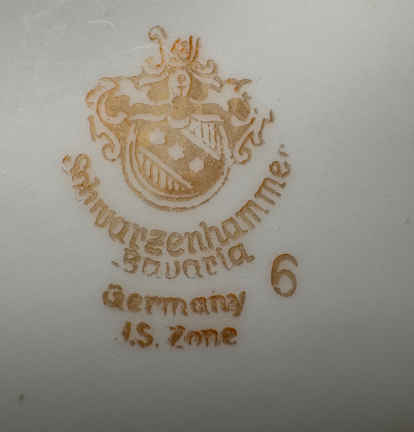 Schwarzenhammer
Bavaria
6
Germany
U.S. Zone